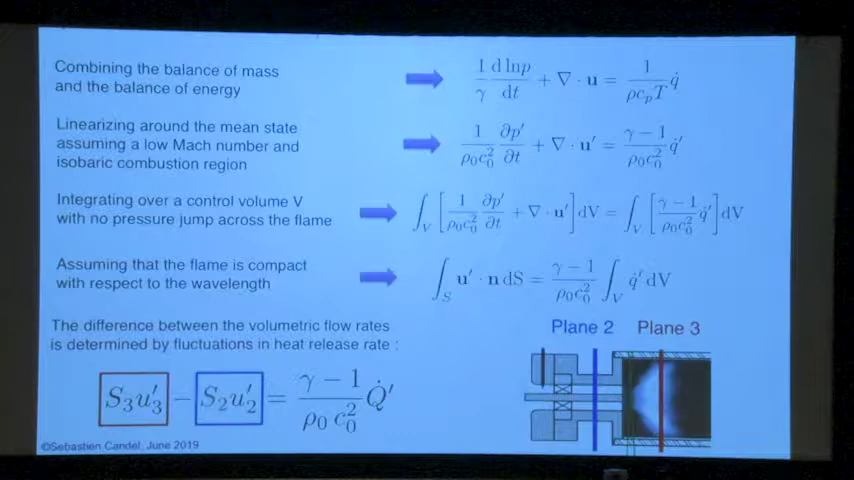 Combining the balance of mass
and the balance of energy
1/γ d ln p/dt + ∇ · u = 1/(ρc_pT) q̇
Linearizing around the mean state
assuming a low Mach number and
isobaric combustion region
1/(ρ₀c₀²) ∂p′/∂t + ∇ · u′ = (γ − 1)/(ρ₀c₀²) q̇′
Integrating over a control volume V
with no pressure jump across the flame
∫_V [1/(ρ₀c₀²) ∂p′/∂t + ∇ · u′] dV = ∫_V [(γ − 1)/(ρ₀c₀²) q̇′] dV
Assuming that the flame is compact
with respect to the wavelength
∫_S u′ · n dS = (γ − 1)/(ρ₀c₀²) ∫_V q̇′ dV
The difference between the volumetric flow rates
is determined by fluctuations in heat release rate :
S₃u′₃ − S₂u′₂ = (γ − 1)/(ρ₀ c₀²) Q̇′
Plane 2 Plane 3
©Sebastien Candel, June 2019